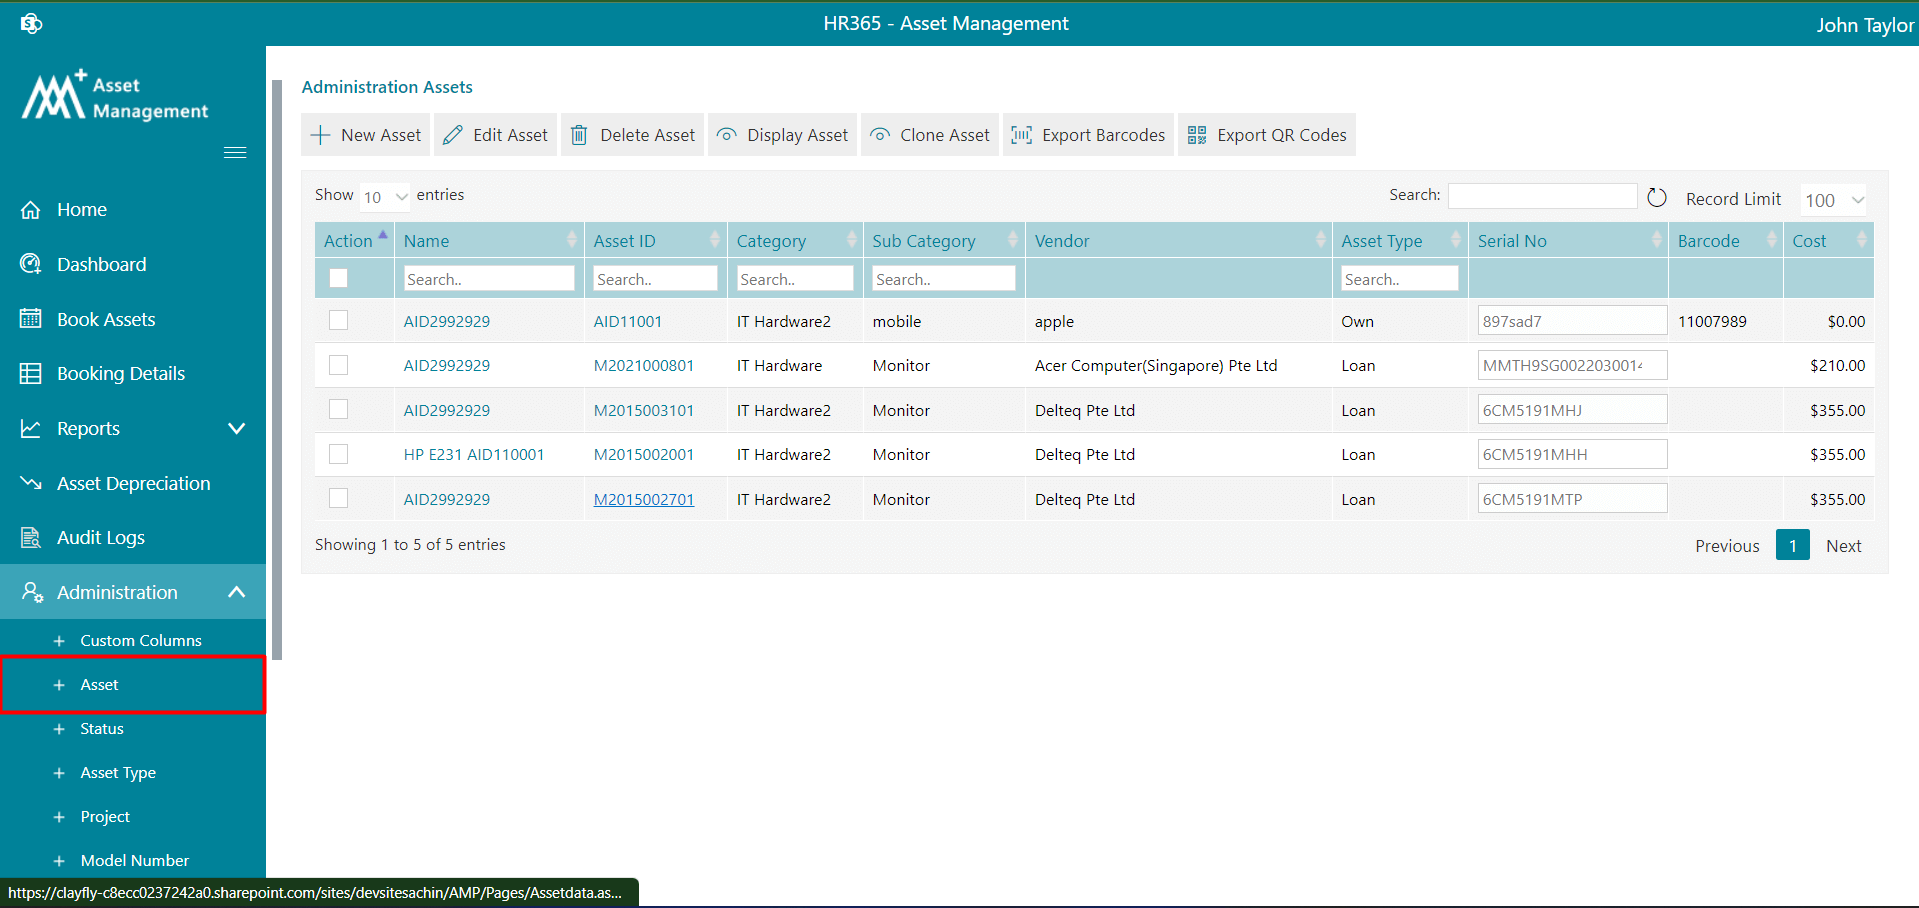 HR365 - Asset Management
John Taylor
Asset
Management
Home
Dashboard
Book Assets
Booking Details
Reports
Asset Depreciation
Audit Logs
Administration
+ Custom Columns
+ Asset
+ Status
+ Asset Type
+ Project
+ Model Number
Administration Assets
New Asset Edit Asset Delete Asset Display Asset Clone Asset Export Barcodes Export QR Codes
Show 10 entries Search: Record Limit 100
Action Name Asset ID Category Sub Category Vendor Asset Type Serial No Barcode Cost
Search.. Search.. Search.. Search.. Search..
AID2992929 AID11001 IT Hardware2 mobile apple Own 897sad7 11007989 $0.00
AID2992929 M2021000801 IT Hardware Monitor Acer Computer(Singapore) Pte Ltd Loan MMTH9SG002203001 $210.00
AID2992929 M2015003101 IT Hardware2 Monitor Delteq Pte Ltd Loan 6CM5191MHJ $355.00
HP E231 AID110001 M2015002001 IT Hardware2 Monitor Delteq Pte Ltd Loan 6CM5191MHH $355.00
AID2992929 M2015002701 IT Hardware2 Monitor Delteq Pte Ltd Loan 6CM5191MTP $355.00
Showing 1 to 5 of 5 entries Previous 1 Next
https://clayfly-c8ecc0237242a0.sharepoint.com/sites/devsitesachin/AMP/Pages/Assetdata.as...